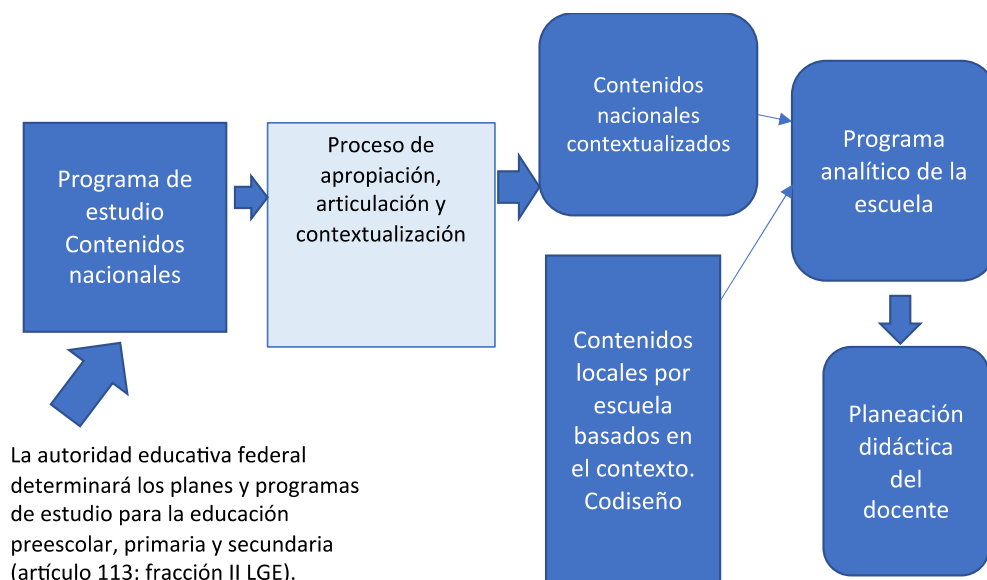 Programa de
estudio
Contenidos
nacionales
Proceso de
apropiación,
articulación y
contextualización
Contenidos
nacionales
contextualizados
Programa
analítico de la
escuela
Contenidos
locales por
escuela
basados en
el contexto.
Codiseño
Planeación
didáctica
del
docente
La autoridad educativa federal
determinará los planes y programas
de estudio para la educación
preescolar, primaria y secundaria
(artículo 113: fracción II LGE).